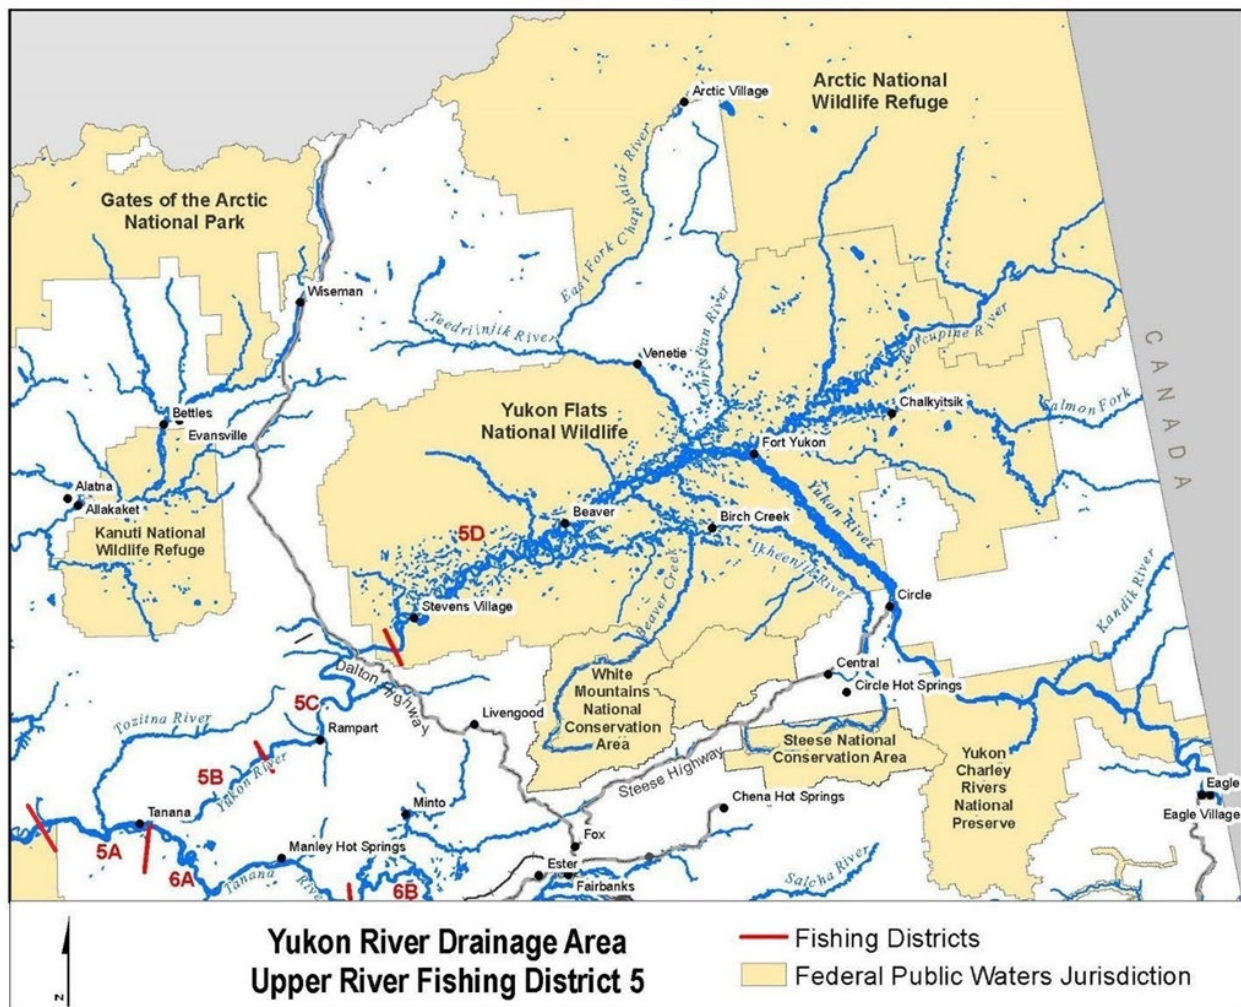 Arctic Village
Arctic National
Wildlife Refuge
East Fork Chandalar River
Gates of the Arctic
National Park
Wiseman
Teedriinjik River
Christian River
Porcupine River
CANADA
Venetie
Yukon Flats
National Wildlife
Chalkyitsik
Salmon Fork
Bettles
Evansville
Fort Yukon
Alatna
Allakaket
Kanuti National
Wildlife Refuge
Beaver
Birch Creek
Yukon River
5D
Ikheenjik River
Beaver Creek
Stevens Village
Circle
Kandik River
Dalton Highway
White
Mountains
National
Conservation
Area
Central
Circle Hot Springs
5C
Tozitna River
Livengood
Rampart
Steese National
Conservation Area
Yukon
Charley
Rivers
National
Preserve
5B
Yukon River
Steese Highway
Eagle
Eagle Village
Tanana
Minto
Chena Hot Springs
5A
Manley Hot Springs
Fox
6A
Tanana River
6B
Ester
Fairbanks
Salcha River
N
Yukon River Drainage Area
Upper River Fishing District 5
Fishing Districts
Federal Public Waters Jurisdiction